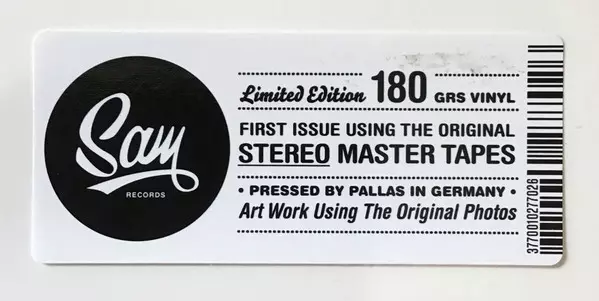 Sam
RECORDS
Limited Edition 180 GRS VINYL
FIRST ISSUE USING THE ORIGINAL
STEREO MASTER TAPES
• PRESSED BY PALLAS IN GERMANY •
Art Work Using The Original Photos
3770010277026